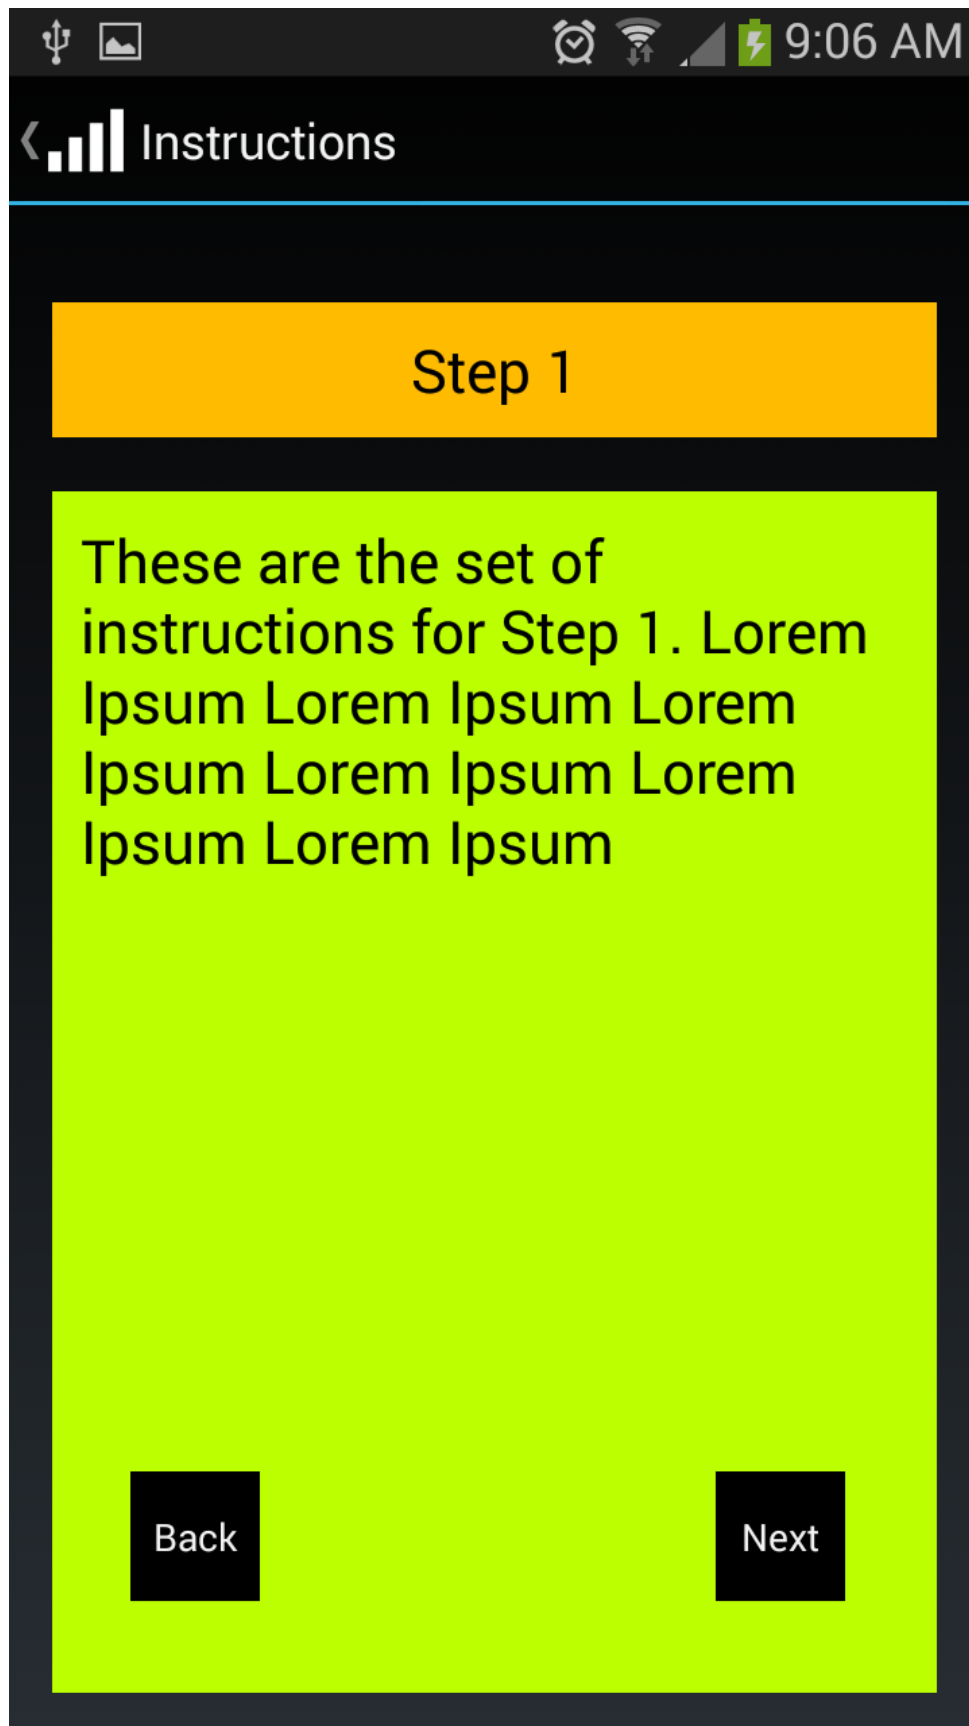 9:06 AM
Instructions
Step 1
These are the set of
instructions for Step 1. Lorem
Ipsum Lorem Ipsum Lorem
Ipsum Lorem Ipsum Lorem
Ipsum Lorem Ipsum
Back
Next